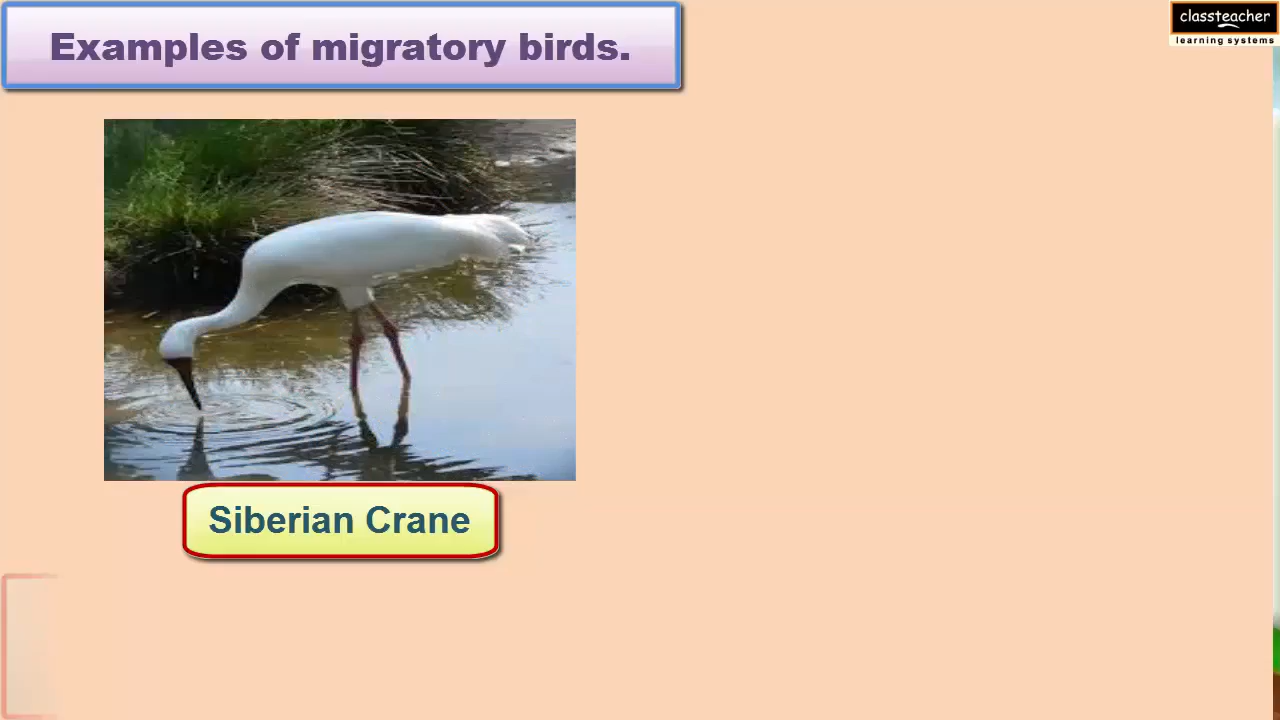 Examples of migratory birds.
classteacher
learning systems
Siberian Crane